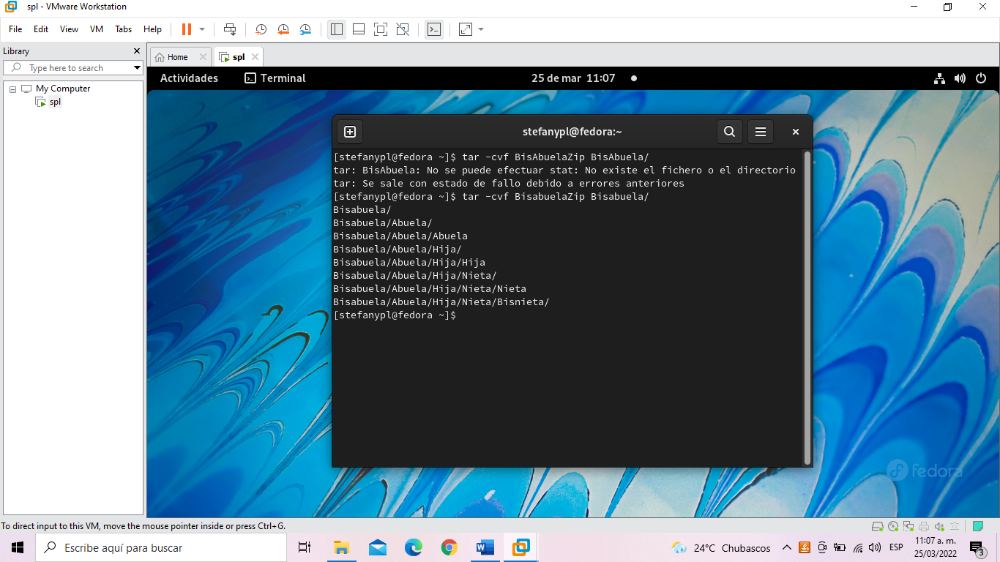 spl - VMware Workstation
File Edit View VM Tabs Help
Library
Type here to search
My Computer
spl
Home
spl
Actividades
Terminal
25 de mar 11:07
stefanypl@fedora:~
[stefanypl@fedora ~]$ tar -cvf BisAbuelaZip BisAbuela/
tar: BisAbuela: No se puede efectuar stat: No existe el fichero o el directorio
tar: Se sale con estado de fallo debido a errores anteriores
[stefanypl@fedora ~]$ tar -cvf BisabuelaZip Bisabuela/
Bisabuela/
Bisabuela/Abuela/
Bisabuela/Abuela/Abuela
Bisabuela/Abuela/Hija/
Bisabuela/Abuela/Hija/Hija
Bisabuela/Abuela/Hija/Nieta/
Bisabuela/Abuela/Hija/Nieta/Nieta
Bisabuela/Abuela/Hija/Nieta/Bisnieta/
[stefanypl@fedora ~]$
fedora
To direct input to this VM, move the mouse pointer inside or press Ctrl+G.
Escribe aquí para buscar
24°C Chubascos
ESP
11:07 a. m.
25/03/2022
3